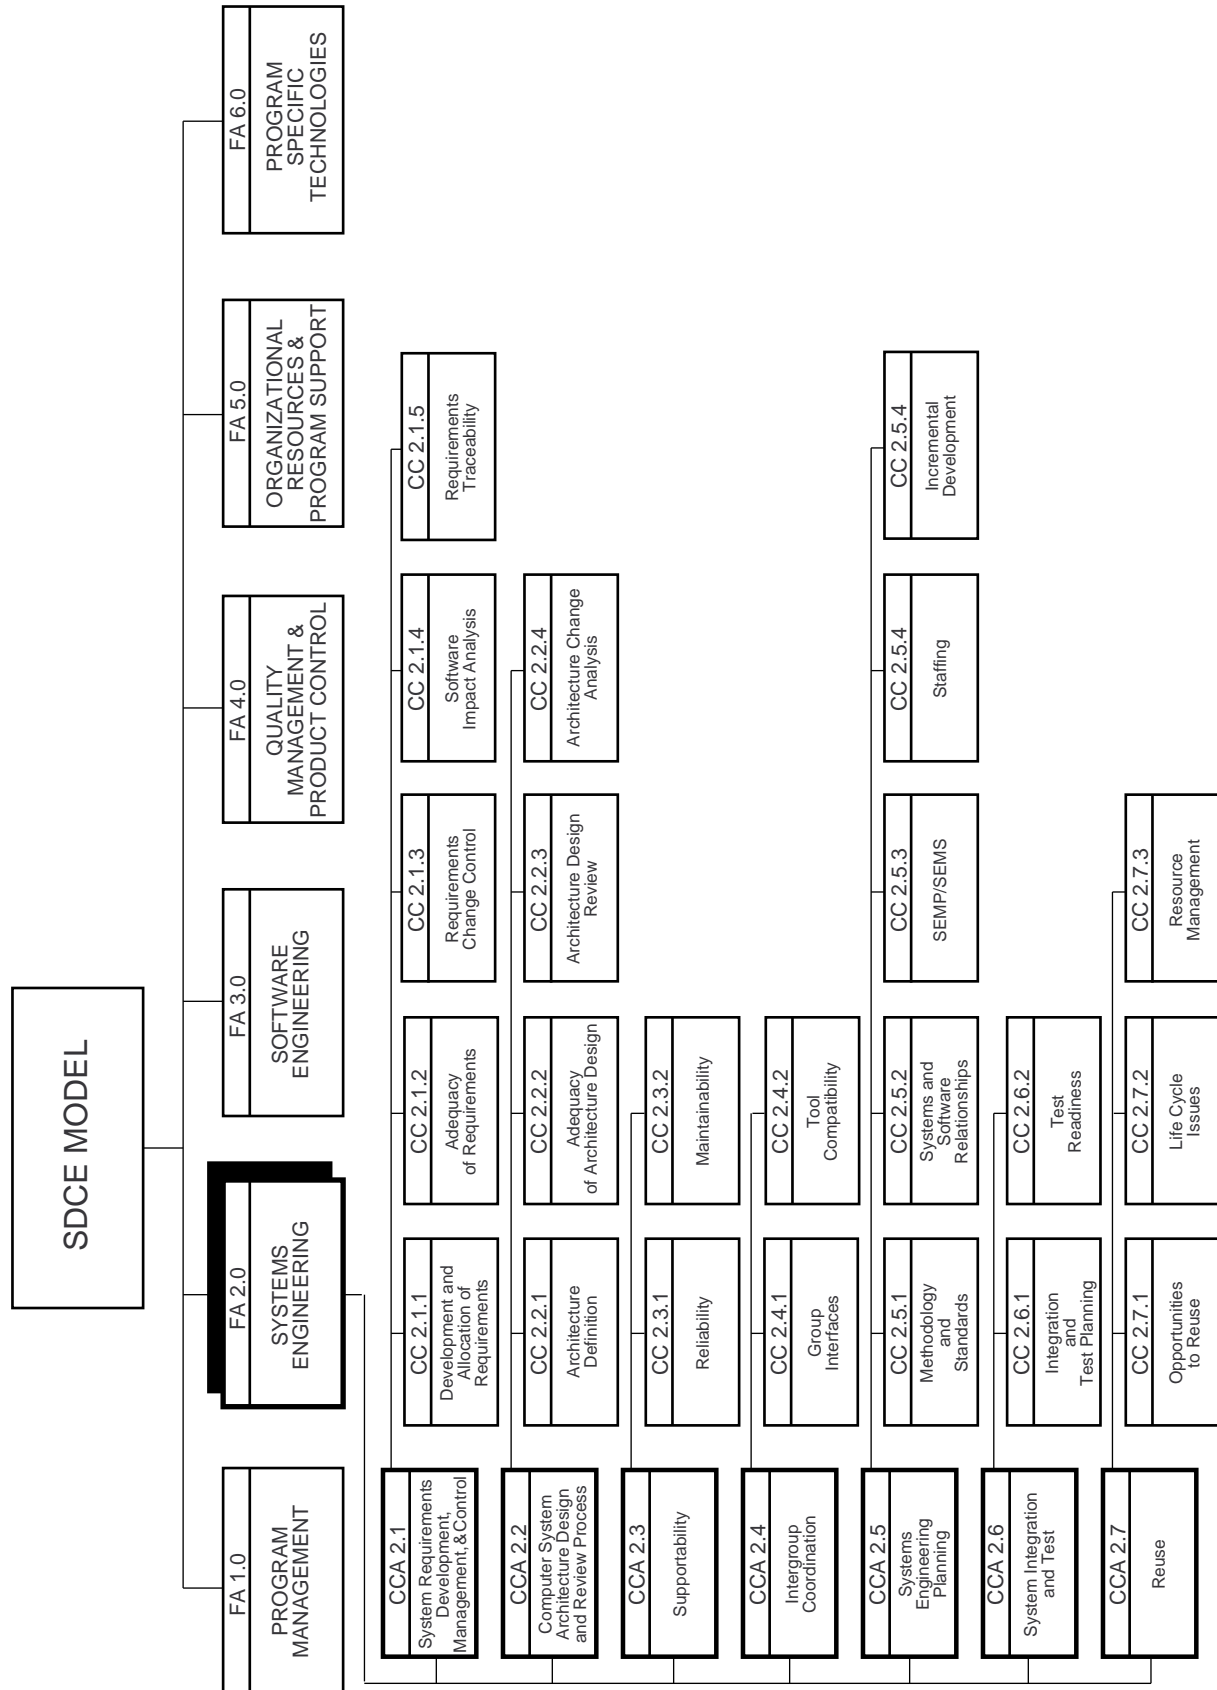 SDCE MODEL
FA 1.0
PROGRAM
MANAGEMENT
FA 2.0
SYSTEMS
ENGINEERING
FA 3.0
SOFTWARE
ENGINEERING
FA 4.0
QUALITY
MANAGEMENT &
PRODUCT CONTROL
FA 5.0
ORGANIZATIONAL
RESOURCES &
PROGRAM SUPPORT
FA 6.0
PROGRAM
SPECIFIC
TECHNOLOGIES
CCA 2.1
System Requirements
Development,
Management,&Control
CC 2.1.1
Development and
Allocation of
Requirements
CC 2.1.2
Adequacy
of Requirements
CC 2.1.3
Requirements
Change Control
CC 2.1.4
Software
Impact Analysis
CC 2.1.5
Requirements
Traceability
CCA 2.2
Computer System
Architecture Design
and Review Process
CC 2.2.1
Architecture
Definition
CC 2.2.2
Adequacy
of Architecture Design
CC 2.2.3
Architecture Design
Review
CC 2.2.4
Architecture Change
Analysis
CCA 2.3
Supportability
CC 2.3.1
Reliability
CC 2.3.2
Maintainability
CCA 2.4
Intergroup
Coordination
CC 2.4.1
Group
Interfaces
CC 2.4.2
Tool
Compatibility
CCA 2.5
Systems
Engineering
Planning
CC 2.5.1
Methodology
and
Standards
CC 2.5.2
Systems and
Software
Relationships
CC 2.5.3
SEMP/SEMS
CC 2.5.4
Staffing
CC 2.5.4
Incremental
Development
CCA 2.6
System Integration
and Test
CC 2.6.1
Integration
and
Test Planning
CC 2.6.2
Test
Readiness
CCA 2.7
Reuse
CC 2.7.1
Opportunities
to Reuse
CC 2.7.2
Life Cycle
Issues
CC 2.7.3
Resource
Management